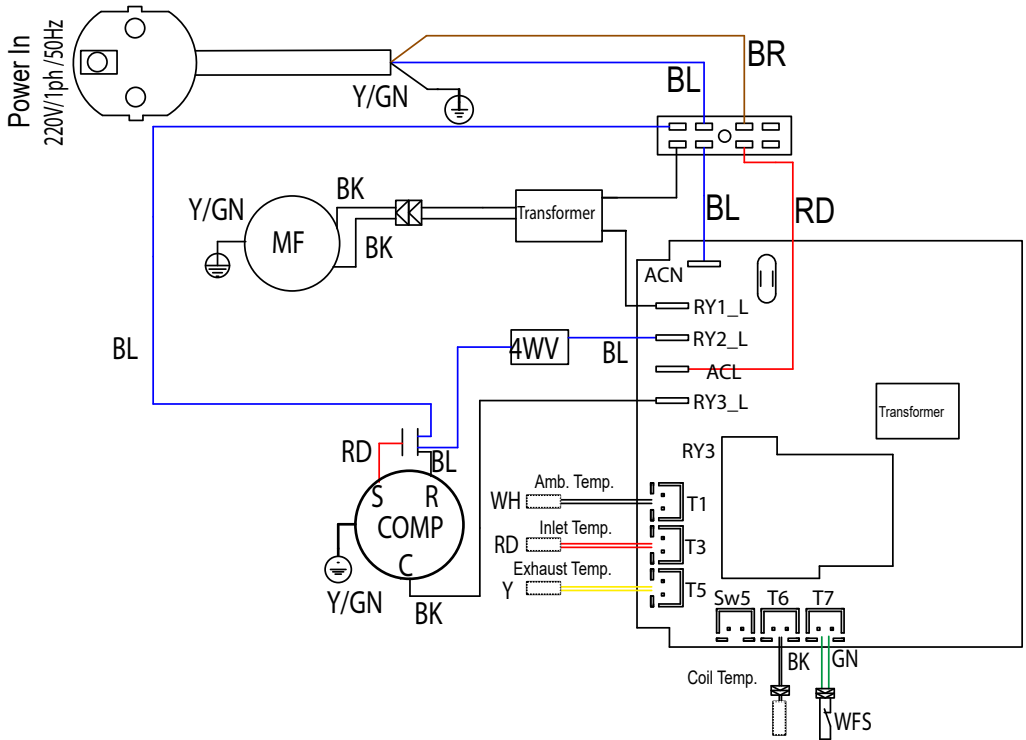 Power In
220V/1ph /50Hz
BR
BL
Y/GN
BK
Y/GN
MF
BK
Transformer
BL
RD
ACN
RY1_L
RY2_L
4WV
BL
BL
ACL
RY3_L
Transformer
RD
BL
RY3
S
R
COMP
C
Y/GN
BK
Amb. Temp.
WH
T1
Inlet Temp.
RD
T3
Exhaust Temp.
Y
T5
Sw5
T6
T7
BK
GN
Coil Temp.
WFS